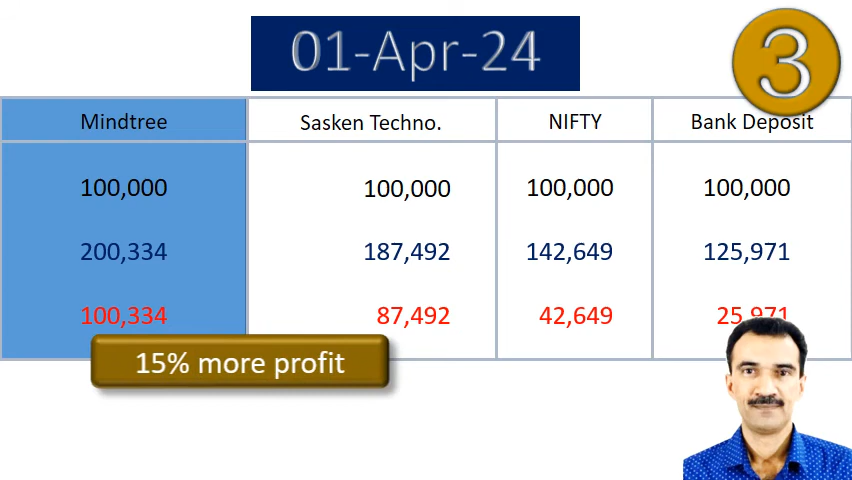 01-Apr-24
3
Mindtree Sasken Techno. NIFTY Bank Deposit
100,000 100,000 100,000 100,000
200,334 187,492 142,649 125,971
100,334 87,492 42,649 25,971
15% more profit